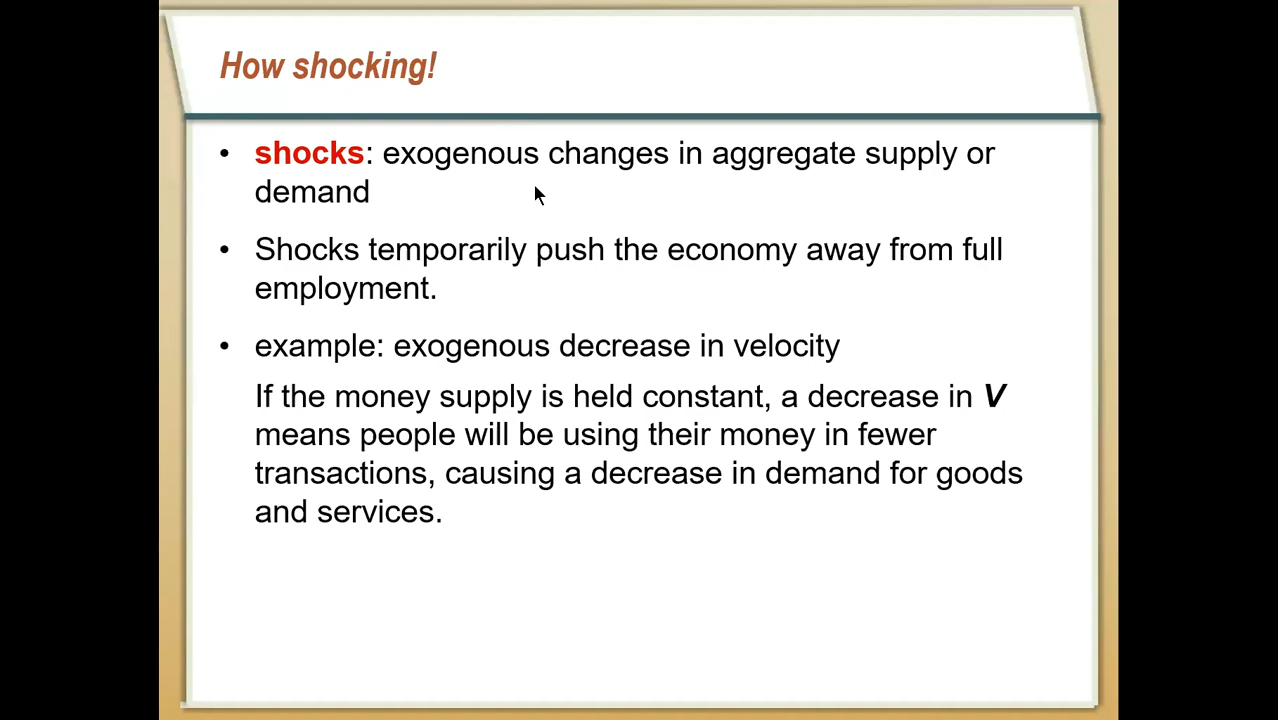 How shocking!
• shocks: exogenous changes in aggregate supply or
demand
• Shocks temporarily push the economy away from full
employment.
• example: exogenous decrease in velocity
If the money supply is held constant, a decrease in V
means people will be using their money in fewer
transactions, causing a decrease in demand for goods
and services.